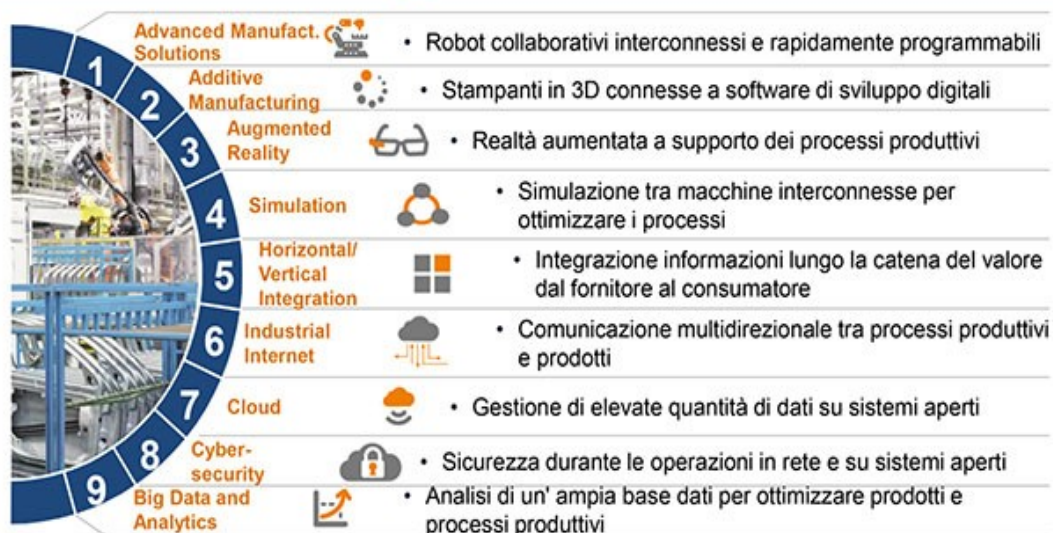 1
Advanced Manufact.
Solutions
• Robot collaborativi interconnessi e rapidamente programmabili
2
Additive
Manufacturing
• Stampanti in 3D connesse a software di sviluppo digitali
3
Augmented
Reality
• Realtà aumentata a supporto dei processi produttivi
4
Simulation
• Simulazione tra macchine interconnesse per
ottimizzare i processi
5
Horizontal/
Vertical
Integration
• Integrazione informazioni lungo la catena del valore
dal fornitore al consumatore
6
Industrial
Internet
• Comunicazione multidirezionale tra processi produttivi
e prodotti
7
Cloud
• Gestione di elevate quantità di dati su sistemi aperti
8
Cyber-
security
• Sicurezza durante le operazioni in rete e su sistemi aperti
9
Big Data and
Analytics
• Analisi di un' ampia base dati per ottimizzare prodotti e
processi produttivi